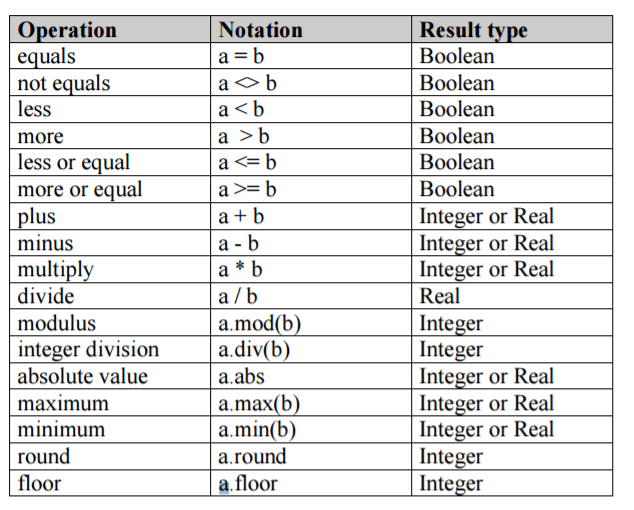 Operation Notation Result type
equals a = b Boolean
not equals a <> b Boolean
less a < b Boolean
more a > b Boolean
less or equal a <= b Boolean
more or equal a >= b Boolean
plus a + b Integer or Real
minus a - b Integer or Real
multiply a * b Integer or Real
divide a / b Real
modulus a.mod(b) Integer
integer division a.div(b) Integer
absolute value a.abs Integer or Real
maximum a.max(b) Integer or Real
minimum a.min(b) Integer or Real
round a.round Integer
floor a.floor Integer